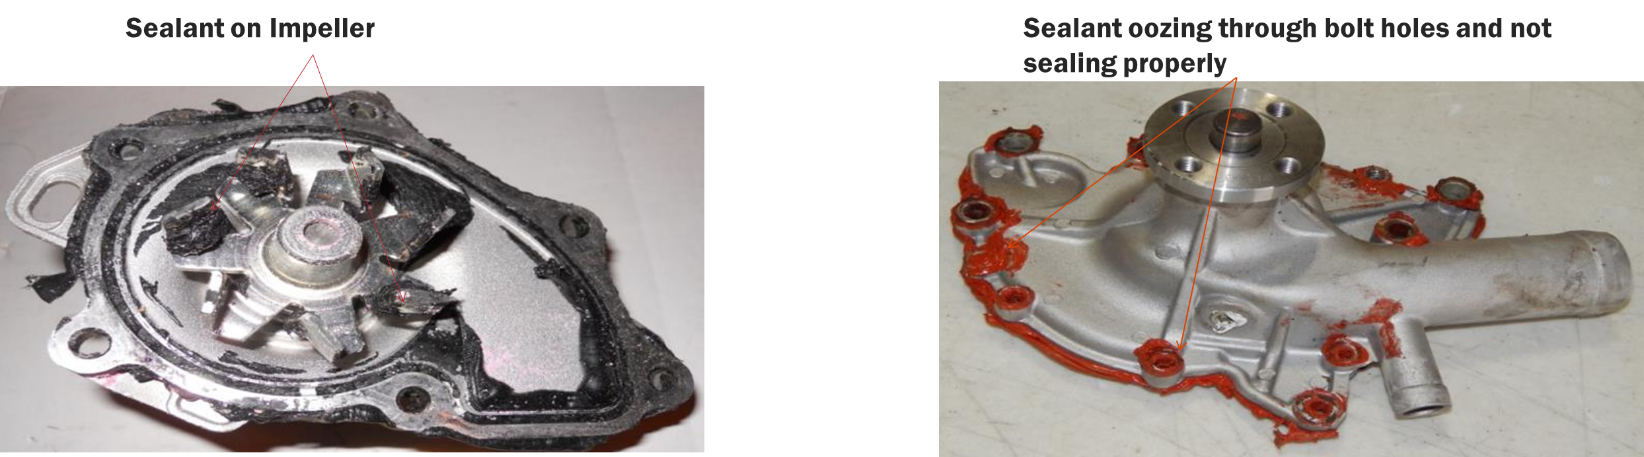 Sealant on Impeller
Sealant oozing through bolt holes and not
sealing properly